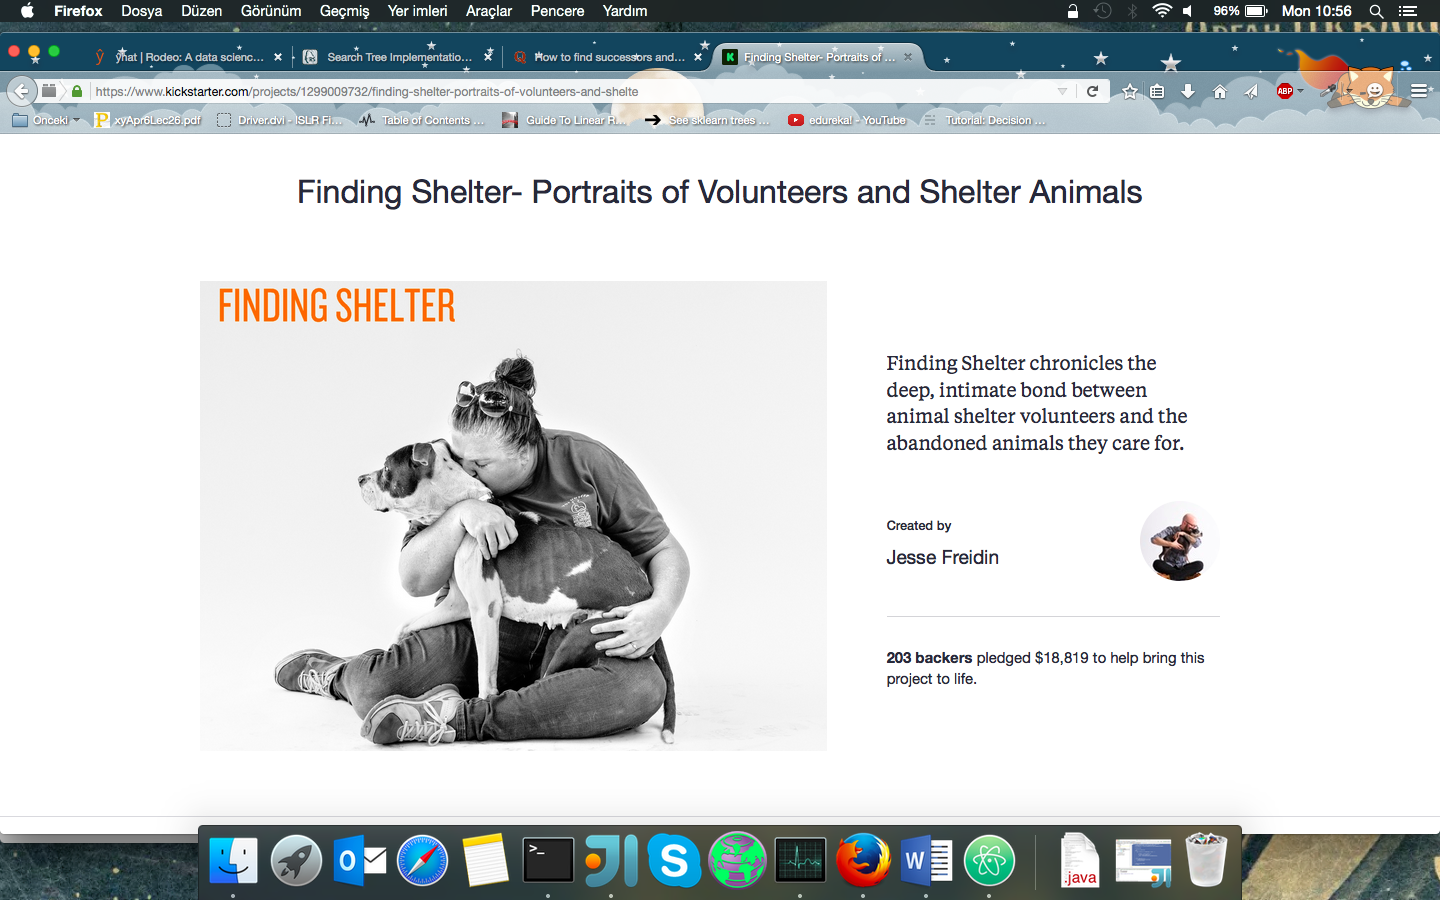 Firefox Dosya Düzen Görünüm Geçmiş Yer imleri Araçlar Pencere Yardım 96% Mon 10:56
ŷhat | Rodeo: A data scienc... Search Tree Implementatio... How to find successors and... Finding Shelter- Portraits of ...
https://www.kickstarter.com/projects/1299009732/finding-shelter-portraits-of-volunteers-and-shelte ABP
Önceki xyApr6Lec26.pdf Driver.dvi - ISLR Fi... Table of Contents ... Guide To Linear R... See sklearn trees ... edureka! - YouTube Tutorial: Decision ...
Finding Shelter- Portraits of Volunteers and Shelter Animals
FINDING SHELTER
Finding Shelter chronicles the
deep, intimate bond between
animal shelter volunteers and the
abandoned animals they care for.
Created by
Jesse Freidin
203 backers pledged $18,819 to help bring this
project to life.
.java